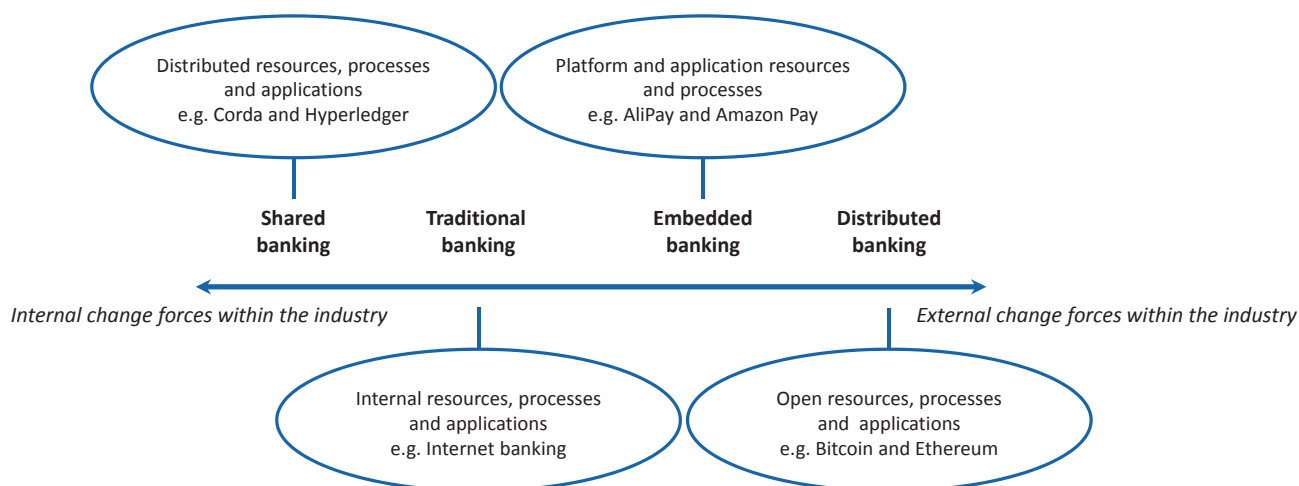 Distributed resources, processes
and applications
e.g. Corda and Hyperledger
Platform and application resources
and processes
e.g. AliPay and Amazon Pay
Shared
banking
Traditional
banking
Embedded
banking
Distributed
banking
Internal change forces within the industry
External change forces within the industry
Internal resources, processes
and applications
e.g. Internet banking
Open resources, processes
and applications
e.g. Bitcoin and Ethereum